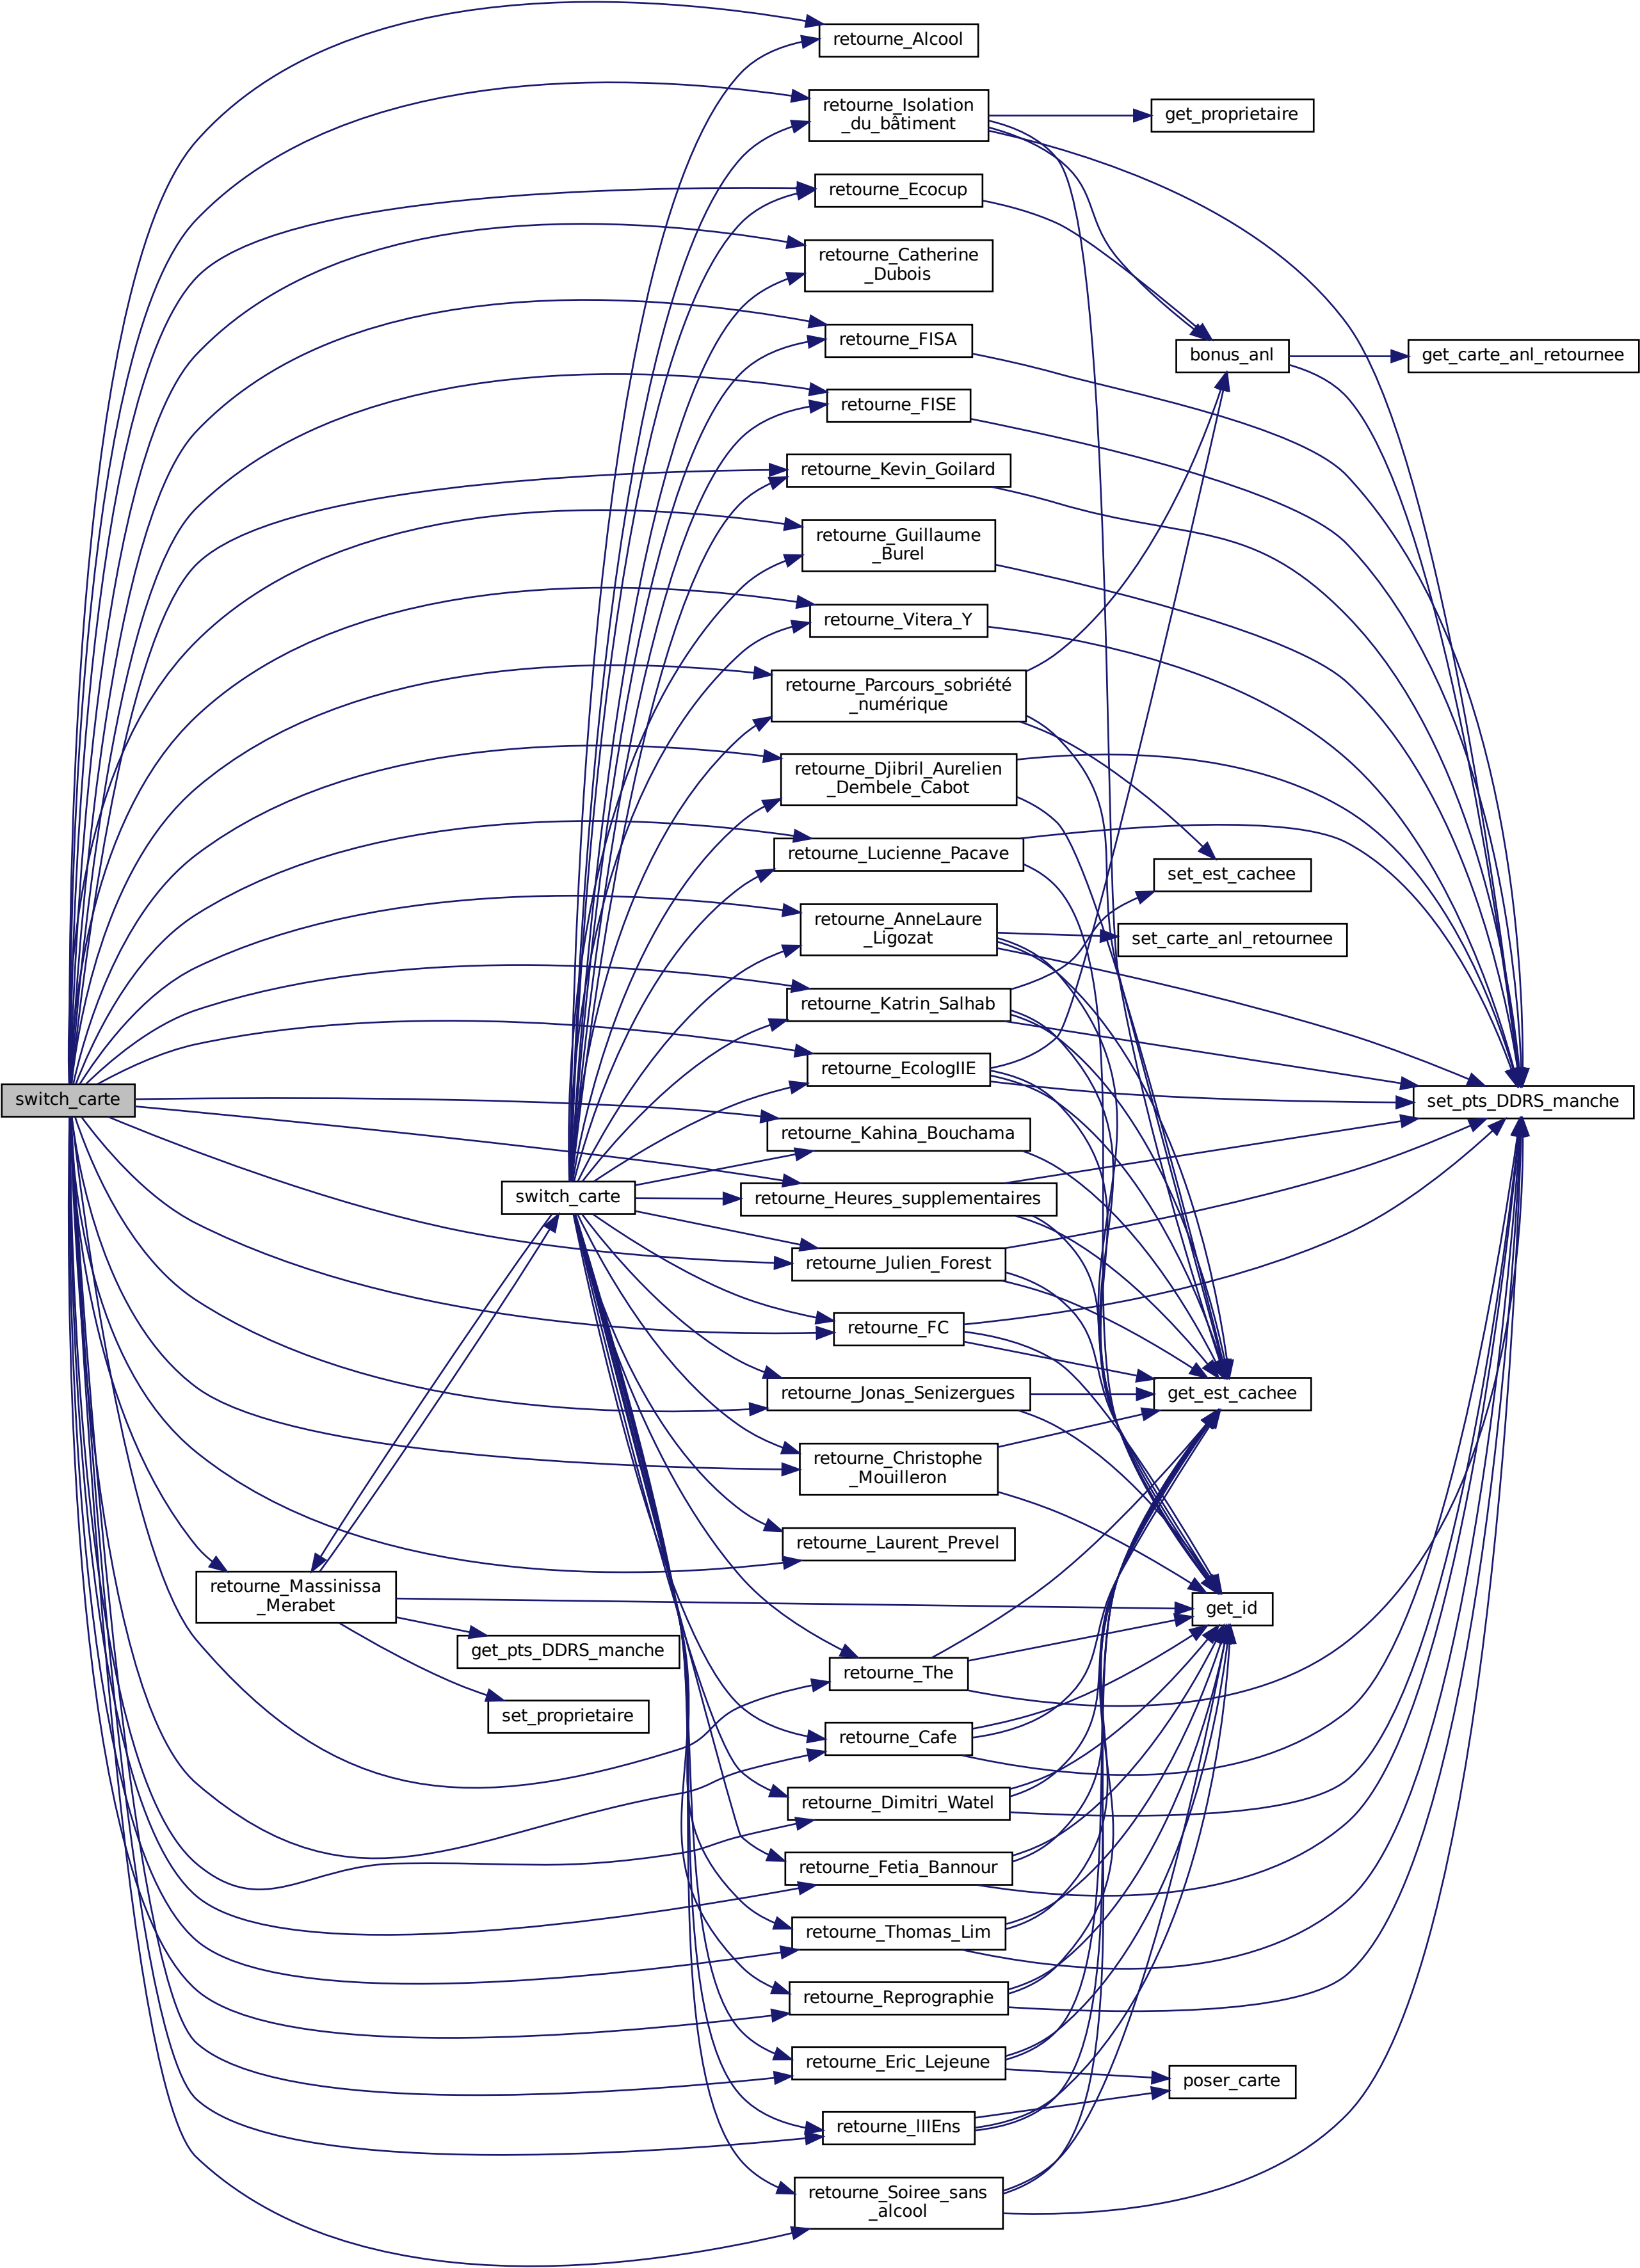 retourne_Alcool
retourne_Isolation
_du_bâtiment
get_proprietaire
retourne_Ecocup
retourne_Catherine
_Dubois
retourne_FISA
bonus_anl
get_carte_anl_retournee
retourne_FISE
retourne_Kevin_Goilard
retourne_Guillaume
_Burel
retourne_Vitera_Y
retourne_Parcours_sobriété
_numérique
retourne_Djibril_Aurelien
_Dembele_Cabot
retourne_Lucienne_Pacave
set_est_cachee
retourne_AnneLaure
_Ligozat
set_carte_anl_retournee
retourne_Katrin_Salhab
retourne_EcologIIE
switch_carte
set_pts_DDRS_manche
retourne_Kahina_Bouchama
switch_carte
retourne_Heures_supplementaires
retourne_Julien_Forest
retourne_FC
retourne_Jonas_Senizergues
get_est_cachee
retourne_Christophe
_Mouilleron
retourne_Laurent_Prevel
retourne_Massinissa
_Merabet
get_id
get_pts_DDRS_manche
retourne_The
set_proprietaire
retourne_Cafe
retourne_Dimitri_Watel
retourne_Fetia_Bannour
retourne_Thomas_Lim
retourne_Reprographie
retourne_Eric_Lejeune
poser_carte
retourne_lIIEns
retourne_Soiree_sans
_alcool